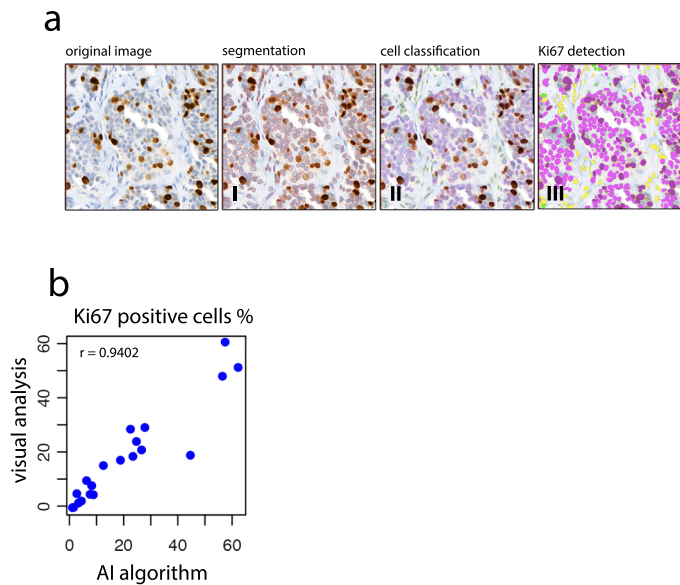 a
original image segmentation cell classification Ki67 detection
I II III
b
Ki67 positive cells %
r = 0.9402
visual analysis
60
40
20
0
0 20 40 60
AI algorithm